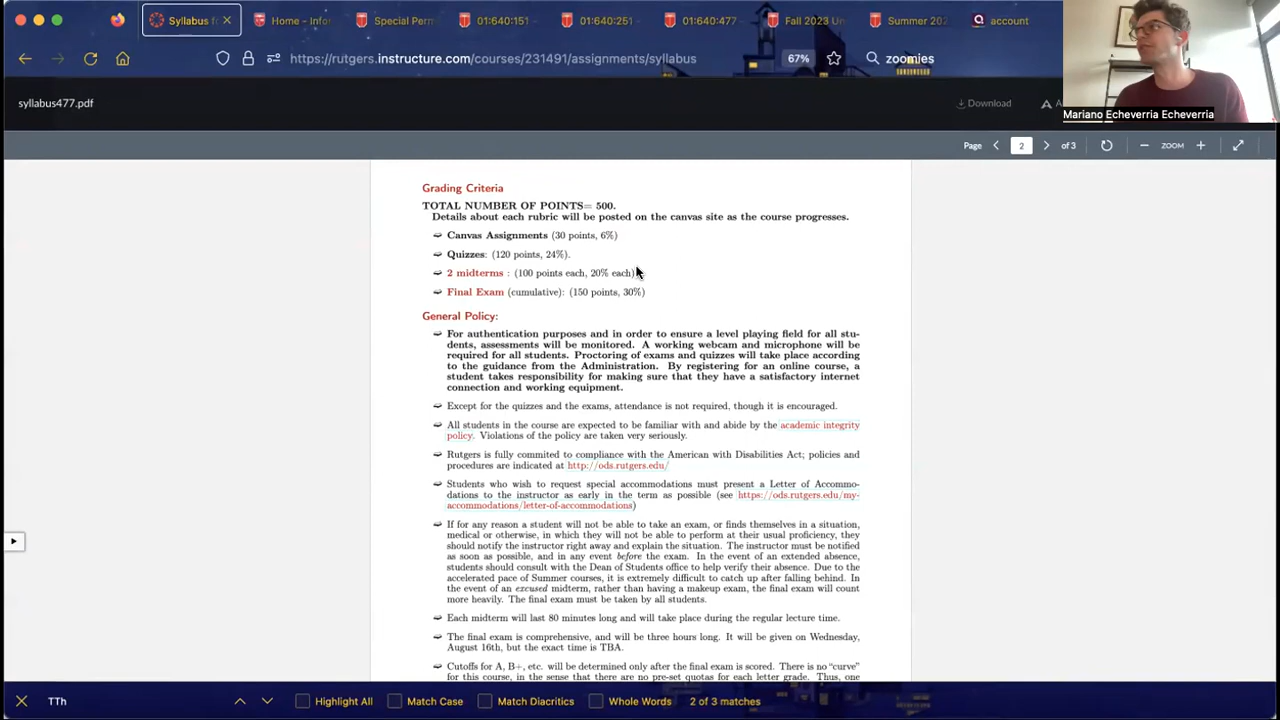 Syllabus fo
Home - Info
Special Perm
01:640:151
01:640:251
01:640:477
Fall 2023 Un
Summer 202
account
https://rutgers.instructure.com/courses/231491/assignments/syllabus
67%
zoomies
syllabus477.pdf
Download
A
Mariano Echeverria Echeverria
Page 2 of 3
ZOOM
Grading Criteria
TOTAL NUMBER OF POINTS= 500.
Details about each rubric will be posted on the canvas site as the course progresses.
Canvas Assignments (30 points, 6%)
Quizzes: (120 points, 24%).
2 midterms : (100 points each, 20% each)
Final Exam (cumulative): (150 points, 30%)
General Policy:
For authentication purposes and in order to ensure a level playing field for all stu-
dents, assessments will be monitored. A working webcam and microphone will be
required for all students. Proctoring of exams and quizzes will take place according
to the guidance from the Administration. By registering for an online course, a
student takes responsibility for making sure that they have a satisfactory internet
connection and working equipment.
Except for the quizzes and the exams, attendance is not required, though it is encouraged.
All students in the course are expected to be familiar with and abide by the academic integrity
policy. Violations of the policy are taken very seriously.
Rutgers is fully commited to compliance with the American with Disabilities Act; policies and
procedures are indicated at http://ods.rutgers.edu/
Students who wish to request special accommodations must present a Letter of Accommo-
dations to the instructor as early in the term as possible (see https://ods.rutgers.edu/my-
accommodations/letter-of-accommodations)
If for any reason a student will not be able to take an exam, or finds themselves in a situation,
medical or otherwise, in which they will not be able to perform at their usual proficiency, they
should notify the instructor right away and explain the situation. The instructor must be notified
as soon as possible, and in any event before the exam. In the event of an extended absence,
students should consult with the Dean of Students office to help verify their absence. Due to the
accelerated pace of Summer courses, it is extremely difficult to catch up after falling behind. In
the event of an excused midterm, rather than having a makeup exam, the final exam will count
more heavily. The final exam must be taken by all students.
Each midterm will last 80 minutes long and will take place during the regular lecture time.
The final exam is comprehensive, and will be three hours long. It will be given on Wednesday,
August 16th, but the exact time is TBA.
Cutoffs for A, B+, etc. will be determined only after the final exam is scored. There is no "curve"
for this course, in the sense that there are no pre-set quotas for each letter grade. Thus, one
TTh
Highlight All
Match Case
Match Diacritics
Whole Words
2 of 3 matches